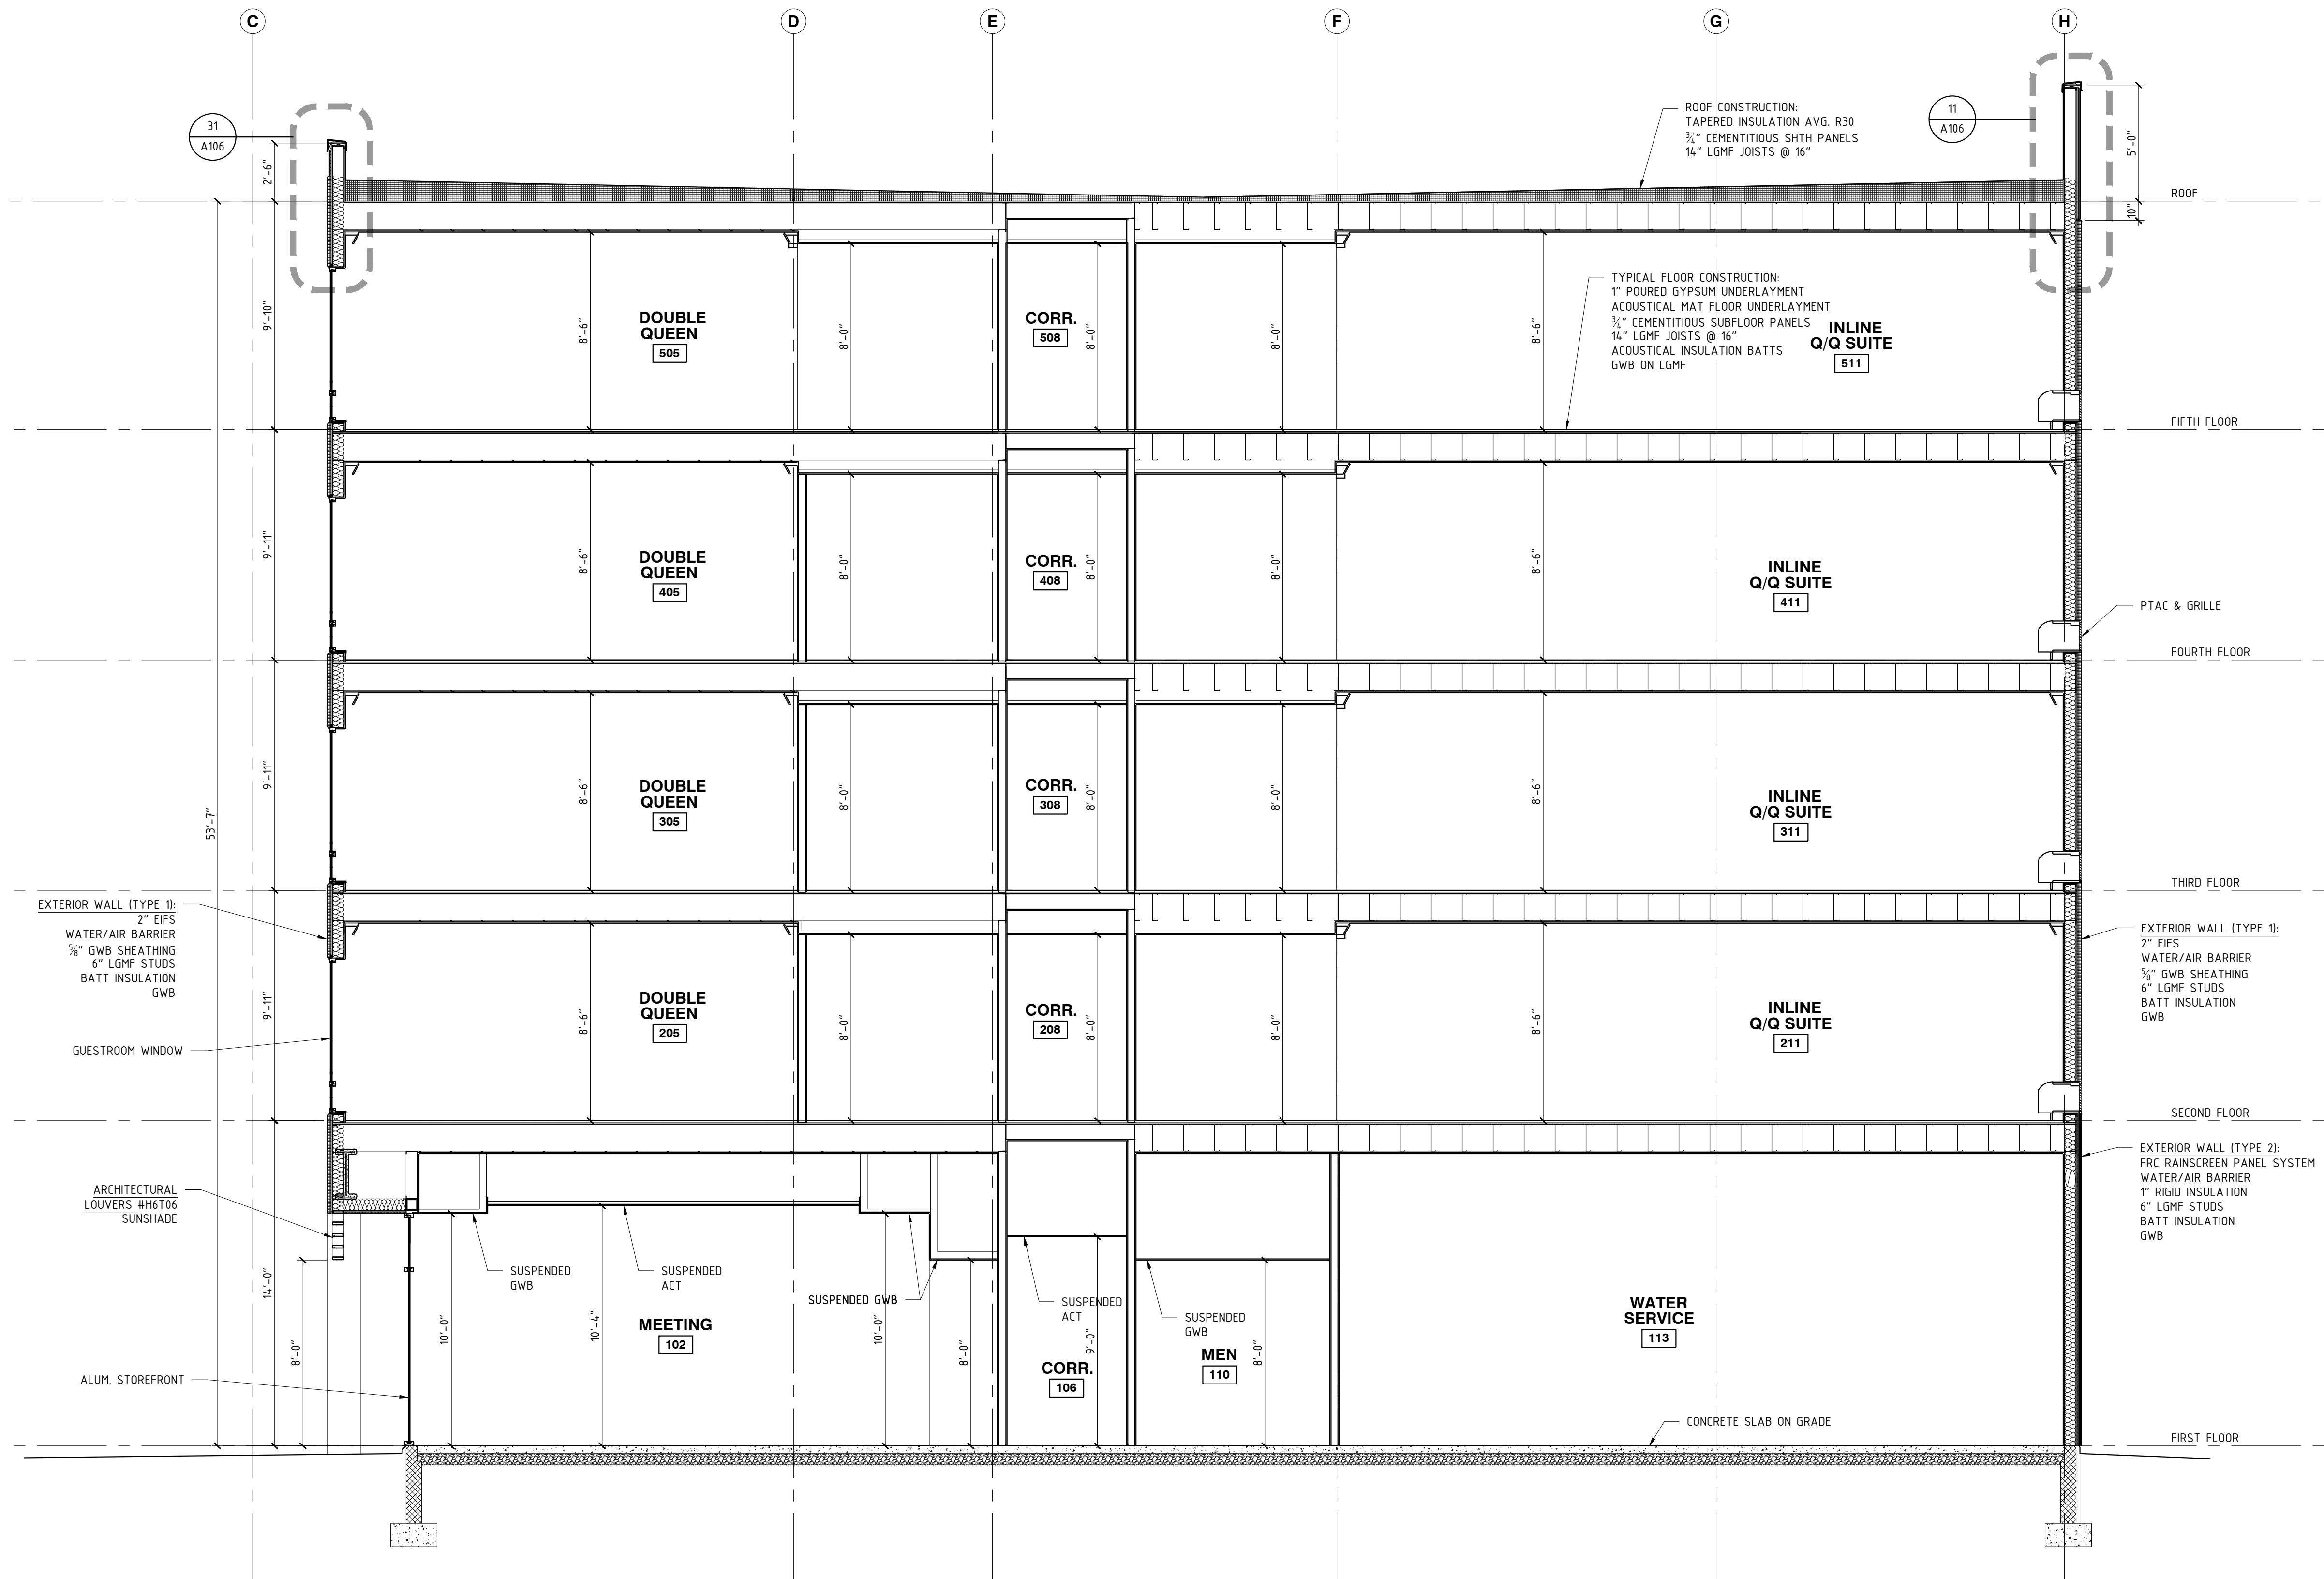 C
D
E
F
G
H
31
A106
11
A106
ROOF CONSTRUCTION:
TAPERED INSULATION AVG. R30
3/4" CEMENTITIOUS SHTH PANELS
14" LGMF JOISTS @ 16"
2'-6"
5'-0"
ROOF
10"
TYPICAL FLOOR CONSTRUCTION:
1" POURED GYPSUM UNDERLAYMENT
ACOUSTICAL MAT FLOOR UNDERLAYMENT
3/4" CEMENTITIOUS SUBFLOOR PANELS
14" LGMF JOISTS @ 16"
ACOUSTICAL INSULATION BATTS
GWB ON LGMF
9'-10"
8'-6"
DOUBLE
QUEEN
505
8'-0"
CORR.
508
8'-0"
8'-0"
8'-6"
INLINE
Q/Q SUITE
511
FIFTH FLOOR
9'-11"
8'-6"
DOUBLE
QUEEN
405
8'-0"
CORR.
408
8'-0"
8'-0"
8'-6"
INLINE
Q/Q SUITE
411
PTAC & GRILLE
FOURTH FLOOR
53'-7"
9'-11"
8'-6"
DOUBLE
QUEEN
305
8'-0"
CORR.
308
8'-0"
8'-0"
8'-6"
INLINE
Q/Q SUITE
311
THIRD FLOOR
EXTERIOR WALL (TYPE 1):
2" EIFS
WATER/AIR BARRIER
5/8" GWB SHEATHING
6" LGMF STUDS
BATT INSULATION
GWB
GUESTROOM WINDOW
9'-11"
8'-6"
DOUBLE
QUEEN
205
8'-0"
CORR.
208
8'-0"
8'-0"
8'-6"
INLINE
Q/Q SUITE
211
EXTERIOR WALL (TYPE 1):
2" EIFS
WATER/AIR BARRIER
5/8" GWB SHEATHING
6" LGMF STUDS
BATT INSULATION
GWB
SECOND FLOOR
EXTERIOR WALL (TYPE 2):
FRC RAINSCREEN PANEL SYSTEM
WATER/AIR BARRIER
1" RIGID INSULATION
6" LGMF STUDS
BATT INSULATION
GWB
ARCHITECTURAL
LOUVERS #H6T06
SUNSHADE
ALUM. STOREFRONT
14'-0"
8'-0"
10'-0"
SUSPENDED
GWB
10'-4"
SUSPENDED
ACT
MEETING
102
SUSPENDED GWB
10'-0"
8'-0"
SUSPENDED
ACT
9'-0"
CORR.
106
SUSPENDED
GWB
MEN
110
8'-0"
WATER
SERVICE
113
CONCRETE SLAB ON GRADE
FIRST FLOOR